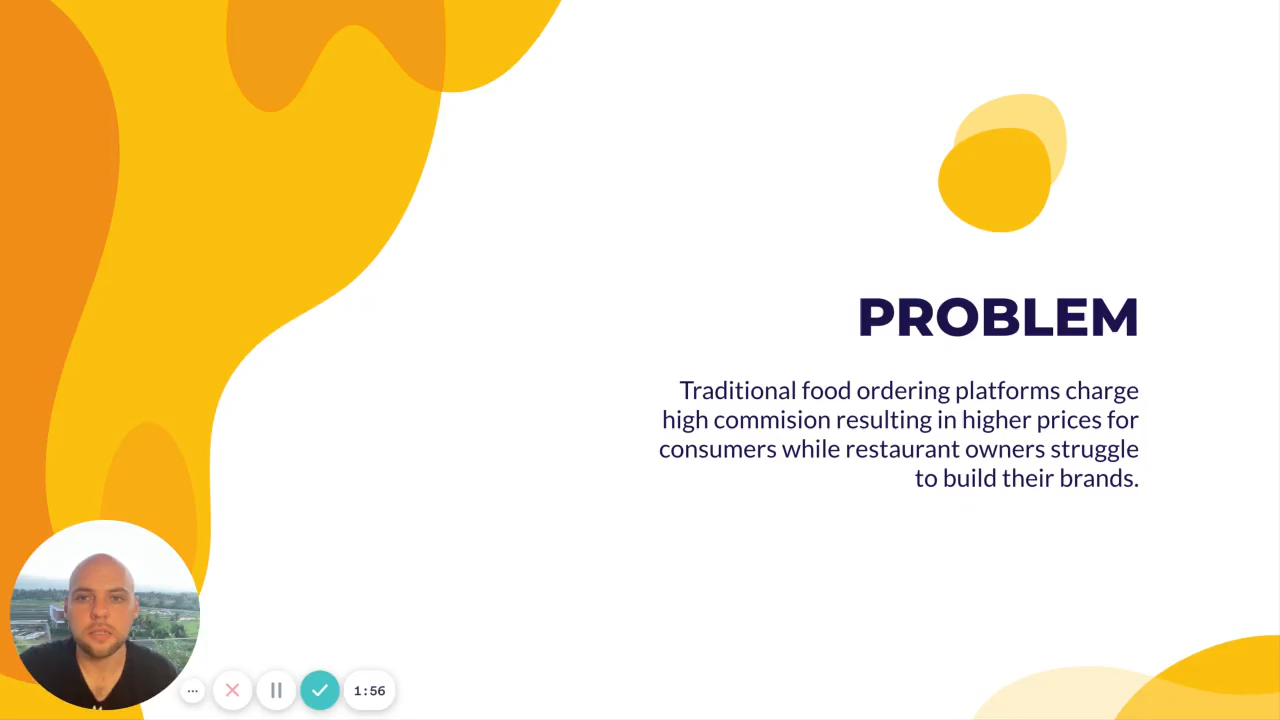 PROBLEM
Traditional food ordering platforms charge
high commision resulting in higher prices for
consumers while restaurant owners struggle
to build their brands.
1:56